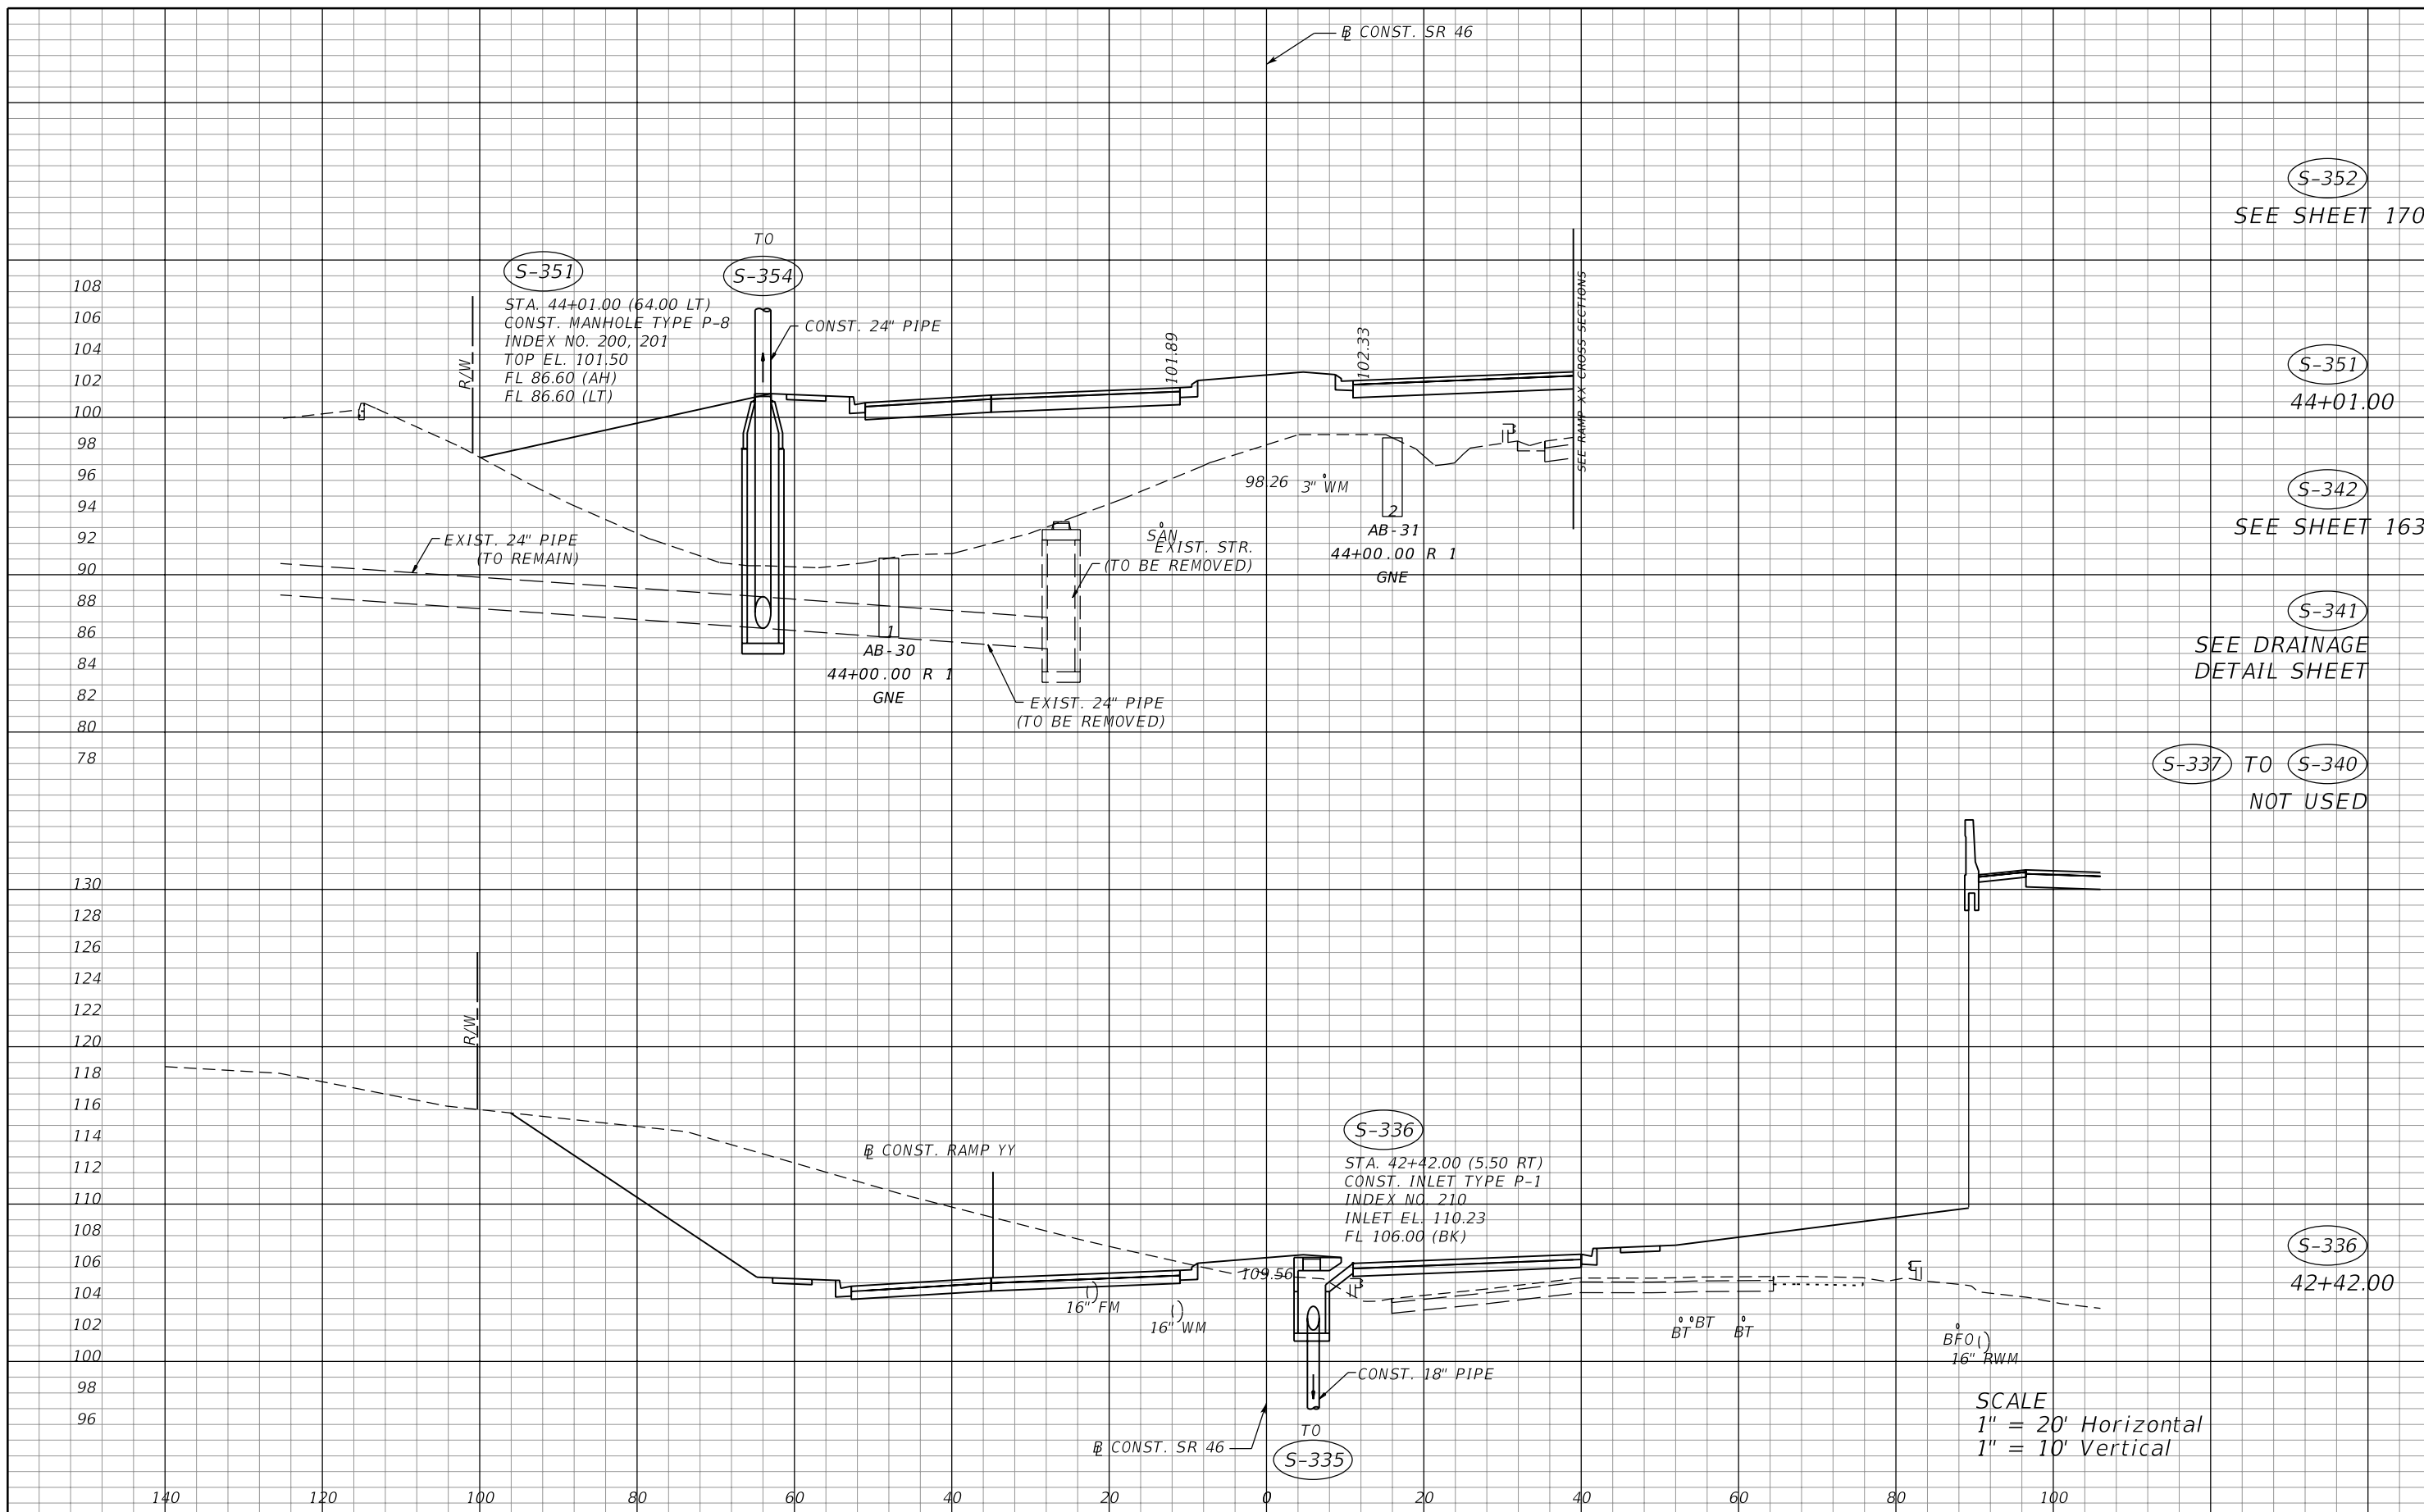 ℄ CONST. SR 46
S-352
SEE SHEET 170
TO
S-351
S-354
STA. 44+01.00 (64.00 LT)
CONST. MANHOLE TYPE P-8
INDEX NO. 200, 201
TOP EL. 101.50
FL 86.60 (AH)
FL 86.60 (LT)
R/W
CONST. 24" PIPE
101.89
102.33
SEE RAMP XX CROSS SECTIONS
S-351
44+01.00
108
106
104
102
100
98
96
94
92
90
88
86
84
82
80
78
98.26
3" WM
2
AB-31
44+00.00 R 1
GNE
SAN
EXIST. STR.
(TO BE REMOVED)
EXIST. 24" PIPE
(TO REMAIN)
1
AB-30
44+00.00 R 1
GNE
EXIST. 24" PIPE
(TO BE REMOVED)
S-342
SEE SHEET 163
S-341
SEE DRAINAGE
DETAIL SHEET
S-337 TO S-340
NOT USED
130
128
126
124
122
120
118
116
114
112
110
108
106
104
102
100
98
96
R/W
℄ CONST. RAMP YY
S-336
STA. 42+42.00 (5.50 RT)
CONST. INLET TYPE P-1
INDEX NO. 210
INLET EL. 110.23
FL 106.00 (BK)
S-336
42+42.00
109.56
16" FM
16" WM
BT
BT
BT
BFO
16" RWM
CONST. 18" PIPE
TO
S-335
℄ CONST. SR 46
SCALE
1" = 20' Horizontal
1" = 10' Vertical
140 120 100 80 60 40 20 0 20 40 60 80 100